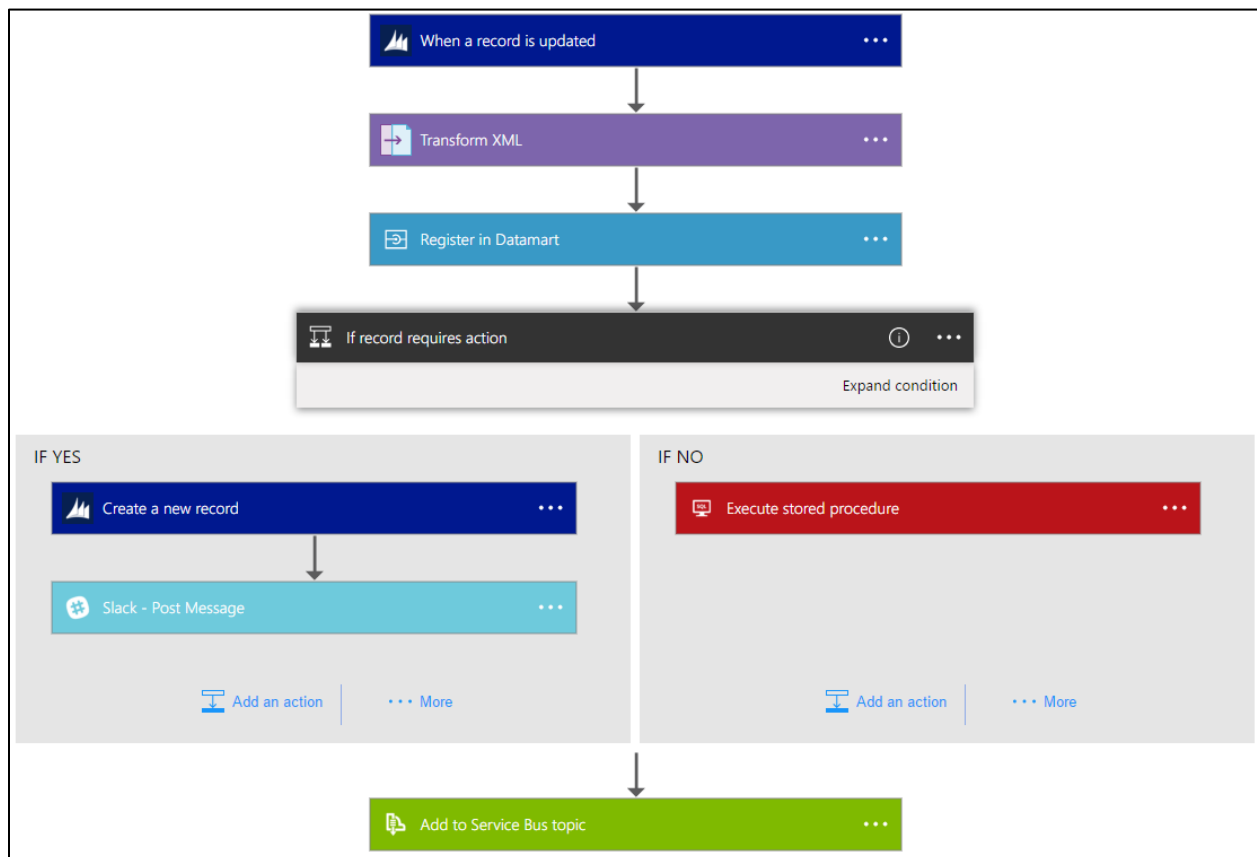 When a record is updated
Transform XML
Register in Datamart
If record requires action
Expand condition
IF YES
Create a new record
Slack - Post Message
Add an action
More
IF NO
SQL
Execute stored procedure
Add an action
More
Add to Service Bus topic